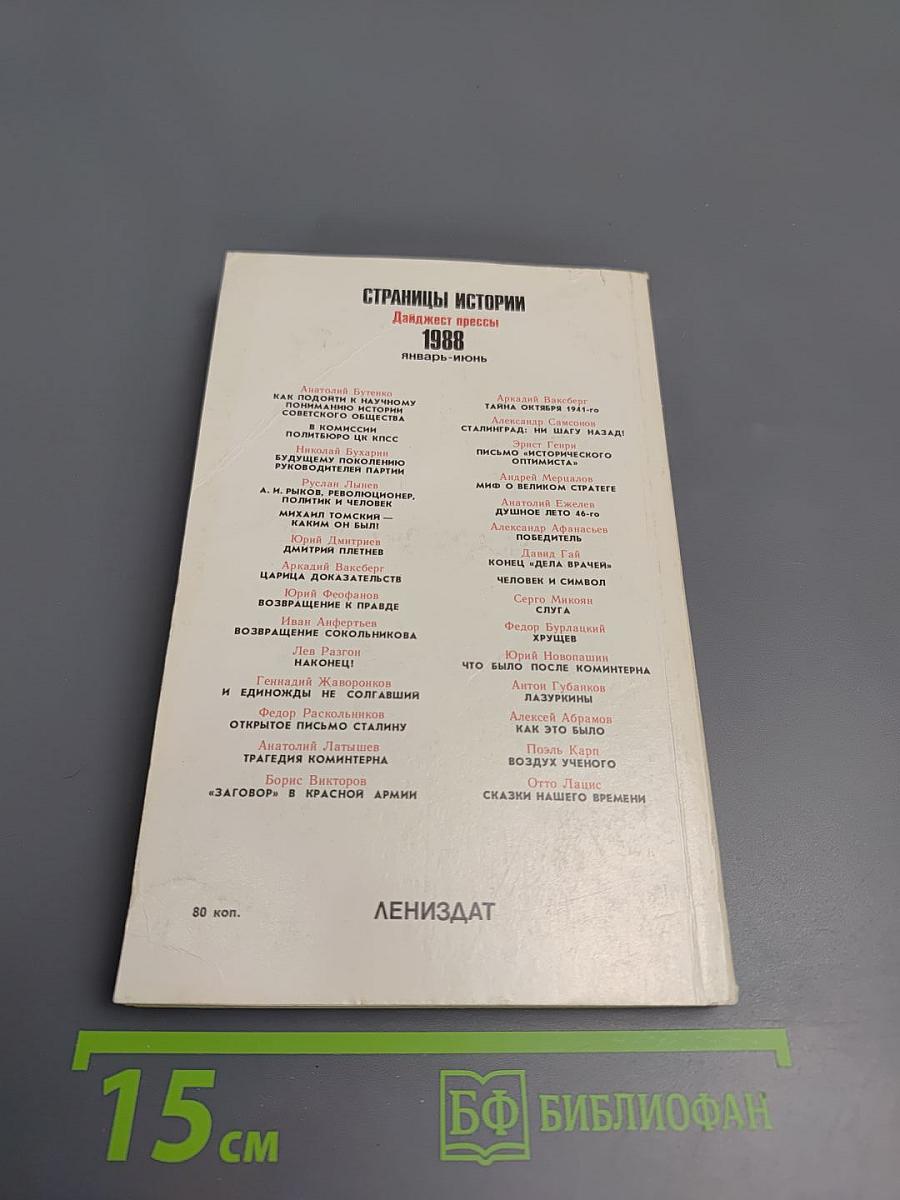 СТРАНИЦЫ ИСТОРИИ
Дайджест прессы
1988
январь-июнь
Анатолий Бутенко
КАК ПОДОЙТИ К НАУЧНОМУ
ПОНИМАНИЮ ИСТОРИИ
СОВЕТСКОГО ОБЩЕСТВА
В КОМИССИИ
ПОЛИТБЮРО ЦК КПСС
Николай Бухарин
БУДУЩЕМУ ПОКОЛЕНИЮ
РУКОВОДИТЕЛЕЙ ПАРТИИ
Руслан Лынев
А. И. РЫКОВ, РЕВОЛЮЦИОНЕР,
ПОЛИТИК И ЧЕЛОВЕК
МИХАИЛ ТОМСКИЙ —
КАКИМ ОН БЫЛ!
Юрий Дмитриев
ДМИТРИЙ ПЛЕТНЕВ
Аркадий Ваксберг
ЦАРИЦА ДОКАЗАТЕЛЬСТВ
Юрий Феофанов
ВОЗВРАЩЕНИЕ К ПРАВДЕ
Иван Анфертьев
ВОЗВРАЩЕНИЕ СОКОЛЬНИКОВА
Лев Разгон
НАКОНЕЦ!
Геннадий Жаворонков
И ЕДИНОЖДЫ НЕ СОЛГАВШИЙ
Федор Раскольников
ОТКРЫТОЕ ПИСЬМО СТАЛИНУ
Анатолий Латышев
ТРАГЕДИЯ КОМИНТЕРНА
Борис Викторов
«ЗАГОВОР» В КРАСНОЙ АРМИИ
Аркадий Ваксберг
ТАЙНА ОКТЯБРЯ 1941-го
Александр Самсонов
СТАЛИНГРАД: НИ ШАГУ НАЗАД!
Эрнст Генри
ПИСЬМО «ИСТОРИЧЕСКОГО
ОПТИМИСТА»
Андрей Мерцалов
МИФ О ВЕЛИКОМ СТРАТЕГЕ
Анатолий Ежелев
ДУШНОЕ ЛЕТО 46-го
Александр Афанасьев
ПОБЕДИТЕЛЬ
Давид Гай
КОНЕЦ «ДЕЛА ВРАЧЕЙ»
ЧЕЛОВЕК И СИМВОЛ
Серго Микоян
СЛУГА
Федор Бурлацкий
ХРУЩЕВ
Юрий Новопашин
ЧТО БЫЛО ПОСЛЕ КОМИНТЕРНА
Антон Губанков
ЛАЗУРКИНЫ
Алексей Абрамов
КАК ЭТО БЫЛО
Поэль Карп
ВОЗДУХ УЧЕНОГО
Отто Лацис
СКАЗКИ НАШЕГО ВРЕМЕНИ
80 коп.
ЛЕНИЗДАТ
15 см
БФ БИБЛИОФАН